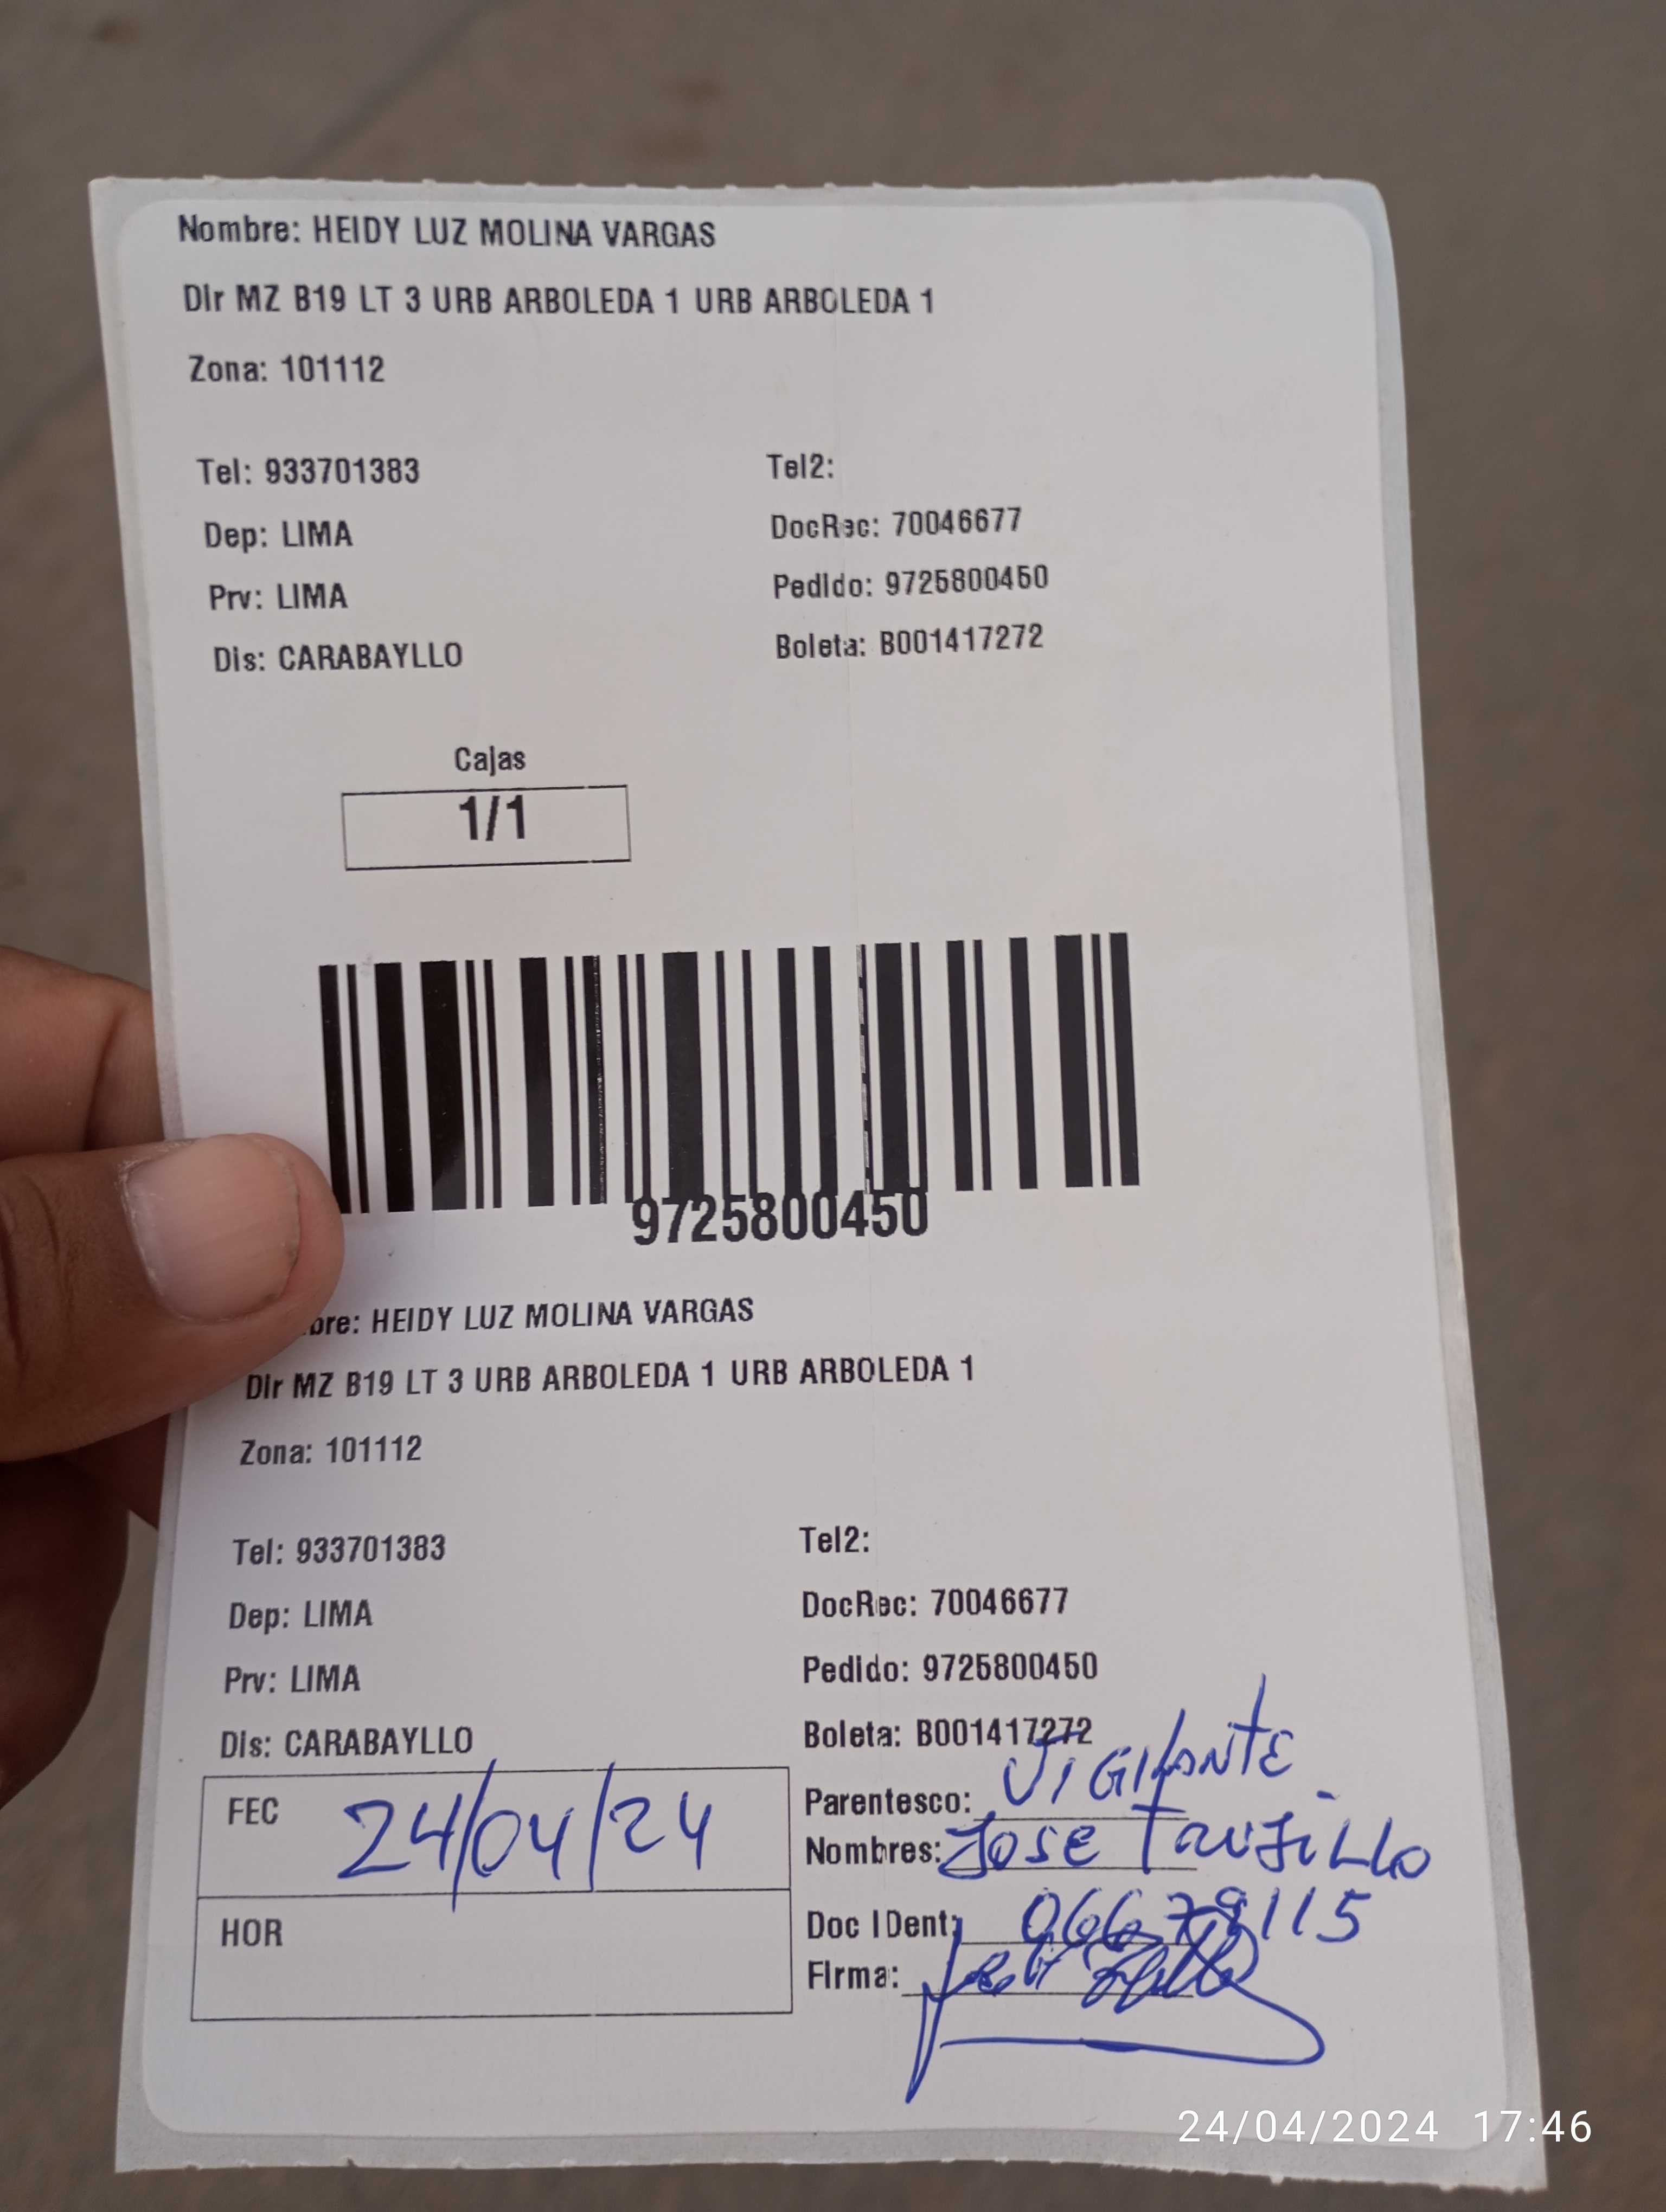 Nombre: HEIDY LUZ MOLINA VARGAS
Dir MZ B19 LT 3 URB ARBOLEDA 1 URB ARBOLEDA 1
Zona: 101112
Tel: 933701383 Tel2:
Dep: LIMA DocRec: 70046677
Prv: LIMA Pedido: 9725800450
Dis: CARABAYLLO Boleta: B001417272
Cajas
1/1
9725800450
bre: HEIDY LUZ MOLINA VARGAS
Dir MZ B19 LT 3 URB ARBOLEDA 1 URB ARBOLEDA 1
Zona: 101112
Tel: 933701383 Tel2:
Dep: LIMA DocRec: 70046677
Prv: LIMA Pedido: 9725800450
Dis: CARABAYLLO Boleta: B001417272
FEC 24/04/24
HOR
Parentesco: VIGILANTE
Nombres: JOSE TRUJILLO
Doc IDent:
Firma:
24/04/2024 17:46